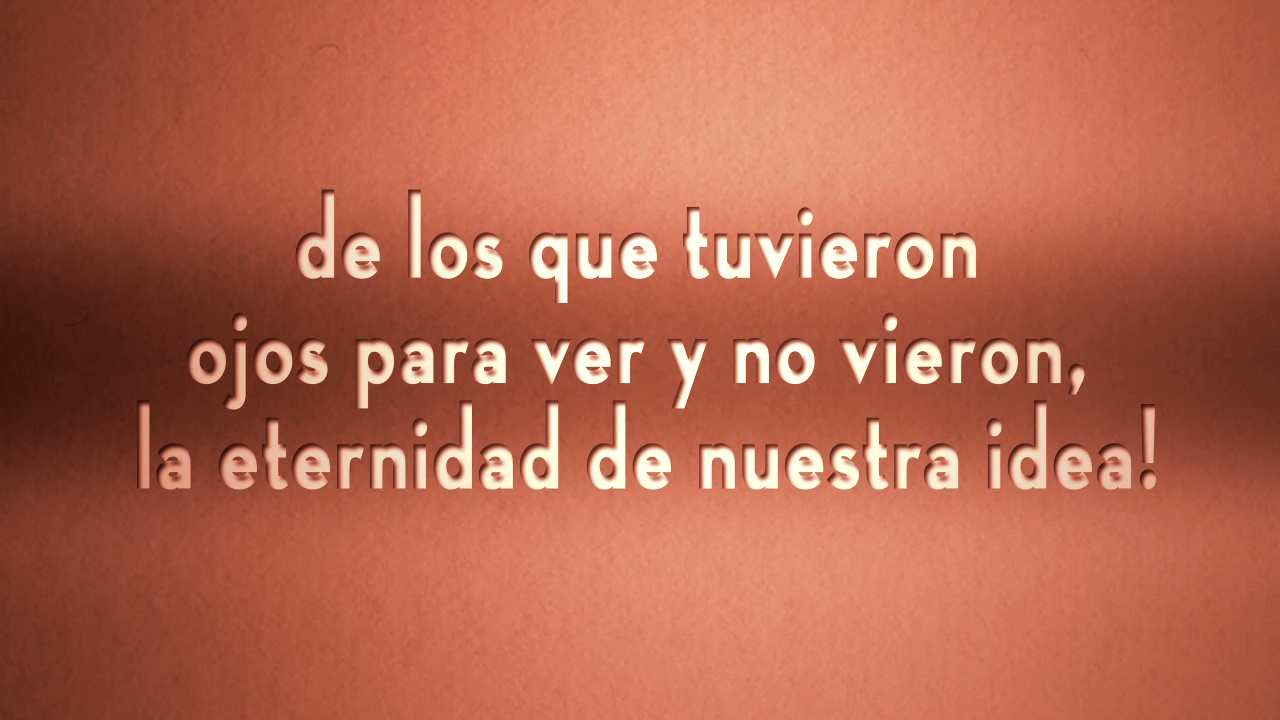 de los que tuvieron
ojos para ver y no vieron,
la eternidad de nuestra idea!